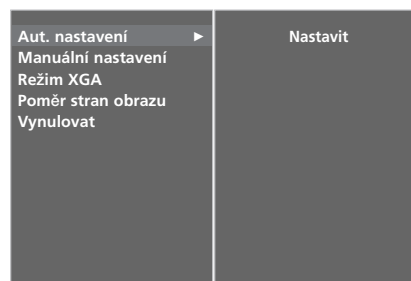 Aut. nastavení ► Nastavit
Manuální nastavení
Režim XGA
Poměr stran obrazu
Vynulovat